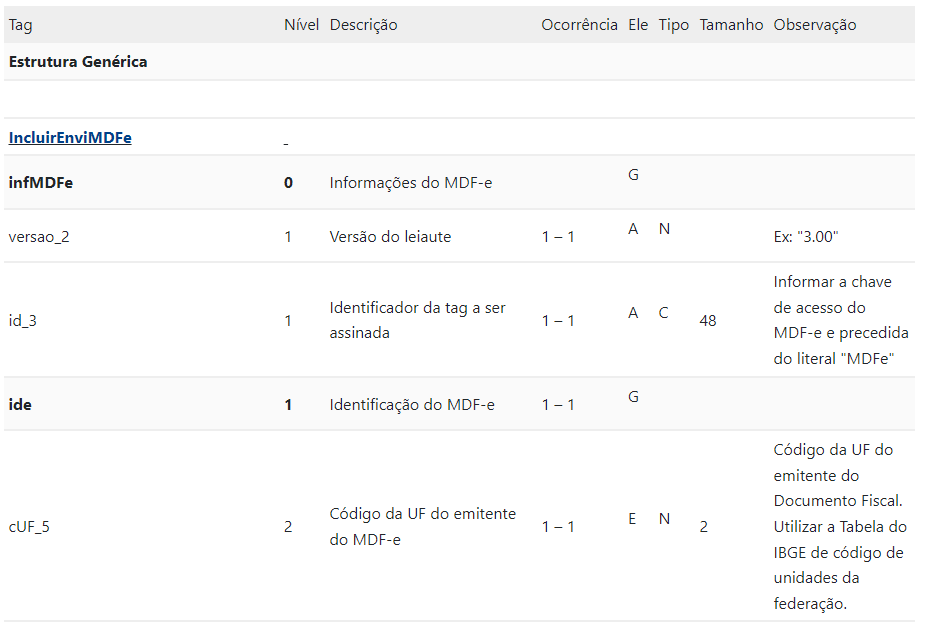 Tag Nível Descrição Ocorrência Ele Tipo Tamanho Observação
Estrutura Genérica
IncluirEnviMDFe _
infMDFe 0 Informações do MDF-e G
versao_2 1 Versão do leiaute 1 – 1 A N Ex: "3.00"
id_3 1 Identificador da tag a ser
assinada 1 – 1 A C 48 Informar a chave
de acesso do
MDF-e e precedida
do literal "MDFe"
ide 1 Identificação do MDF-e 1 – 1 G
cUF_5 2 Código da UF do emitente
do MDF-e 1 – 1 E N 2 Código da UF do
emitente do
Documento Fiscal.
Utilizar a Tabela do
IBGE de código de
unidades da
federação.